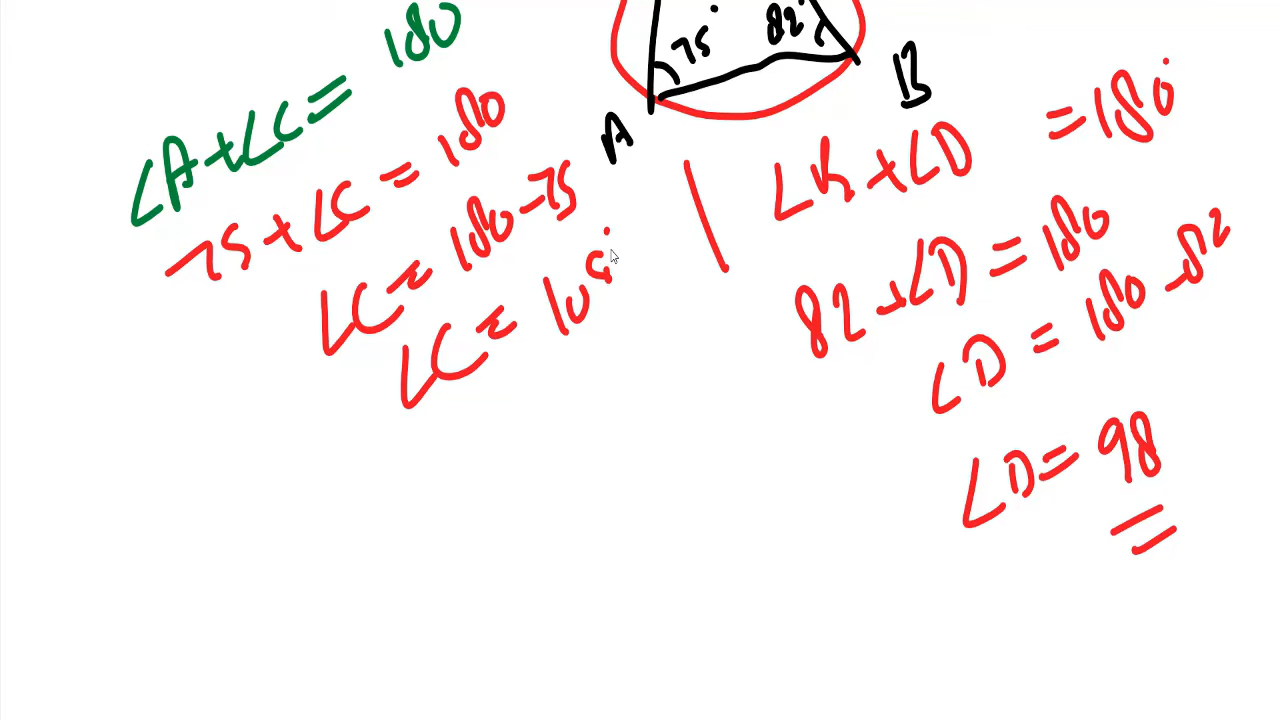 75° 82°
A B
∠A+∠C= 180
75+∠C = 180
∠C= 180-75
∠C= 105°
∠B+∠D =180°
82+∠D = 180
∠D = 180-82
∠D= 98